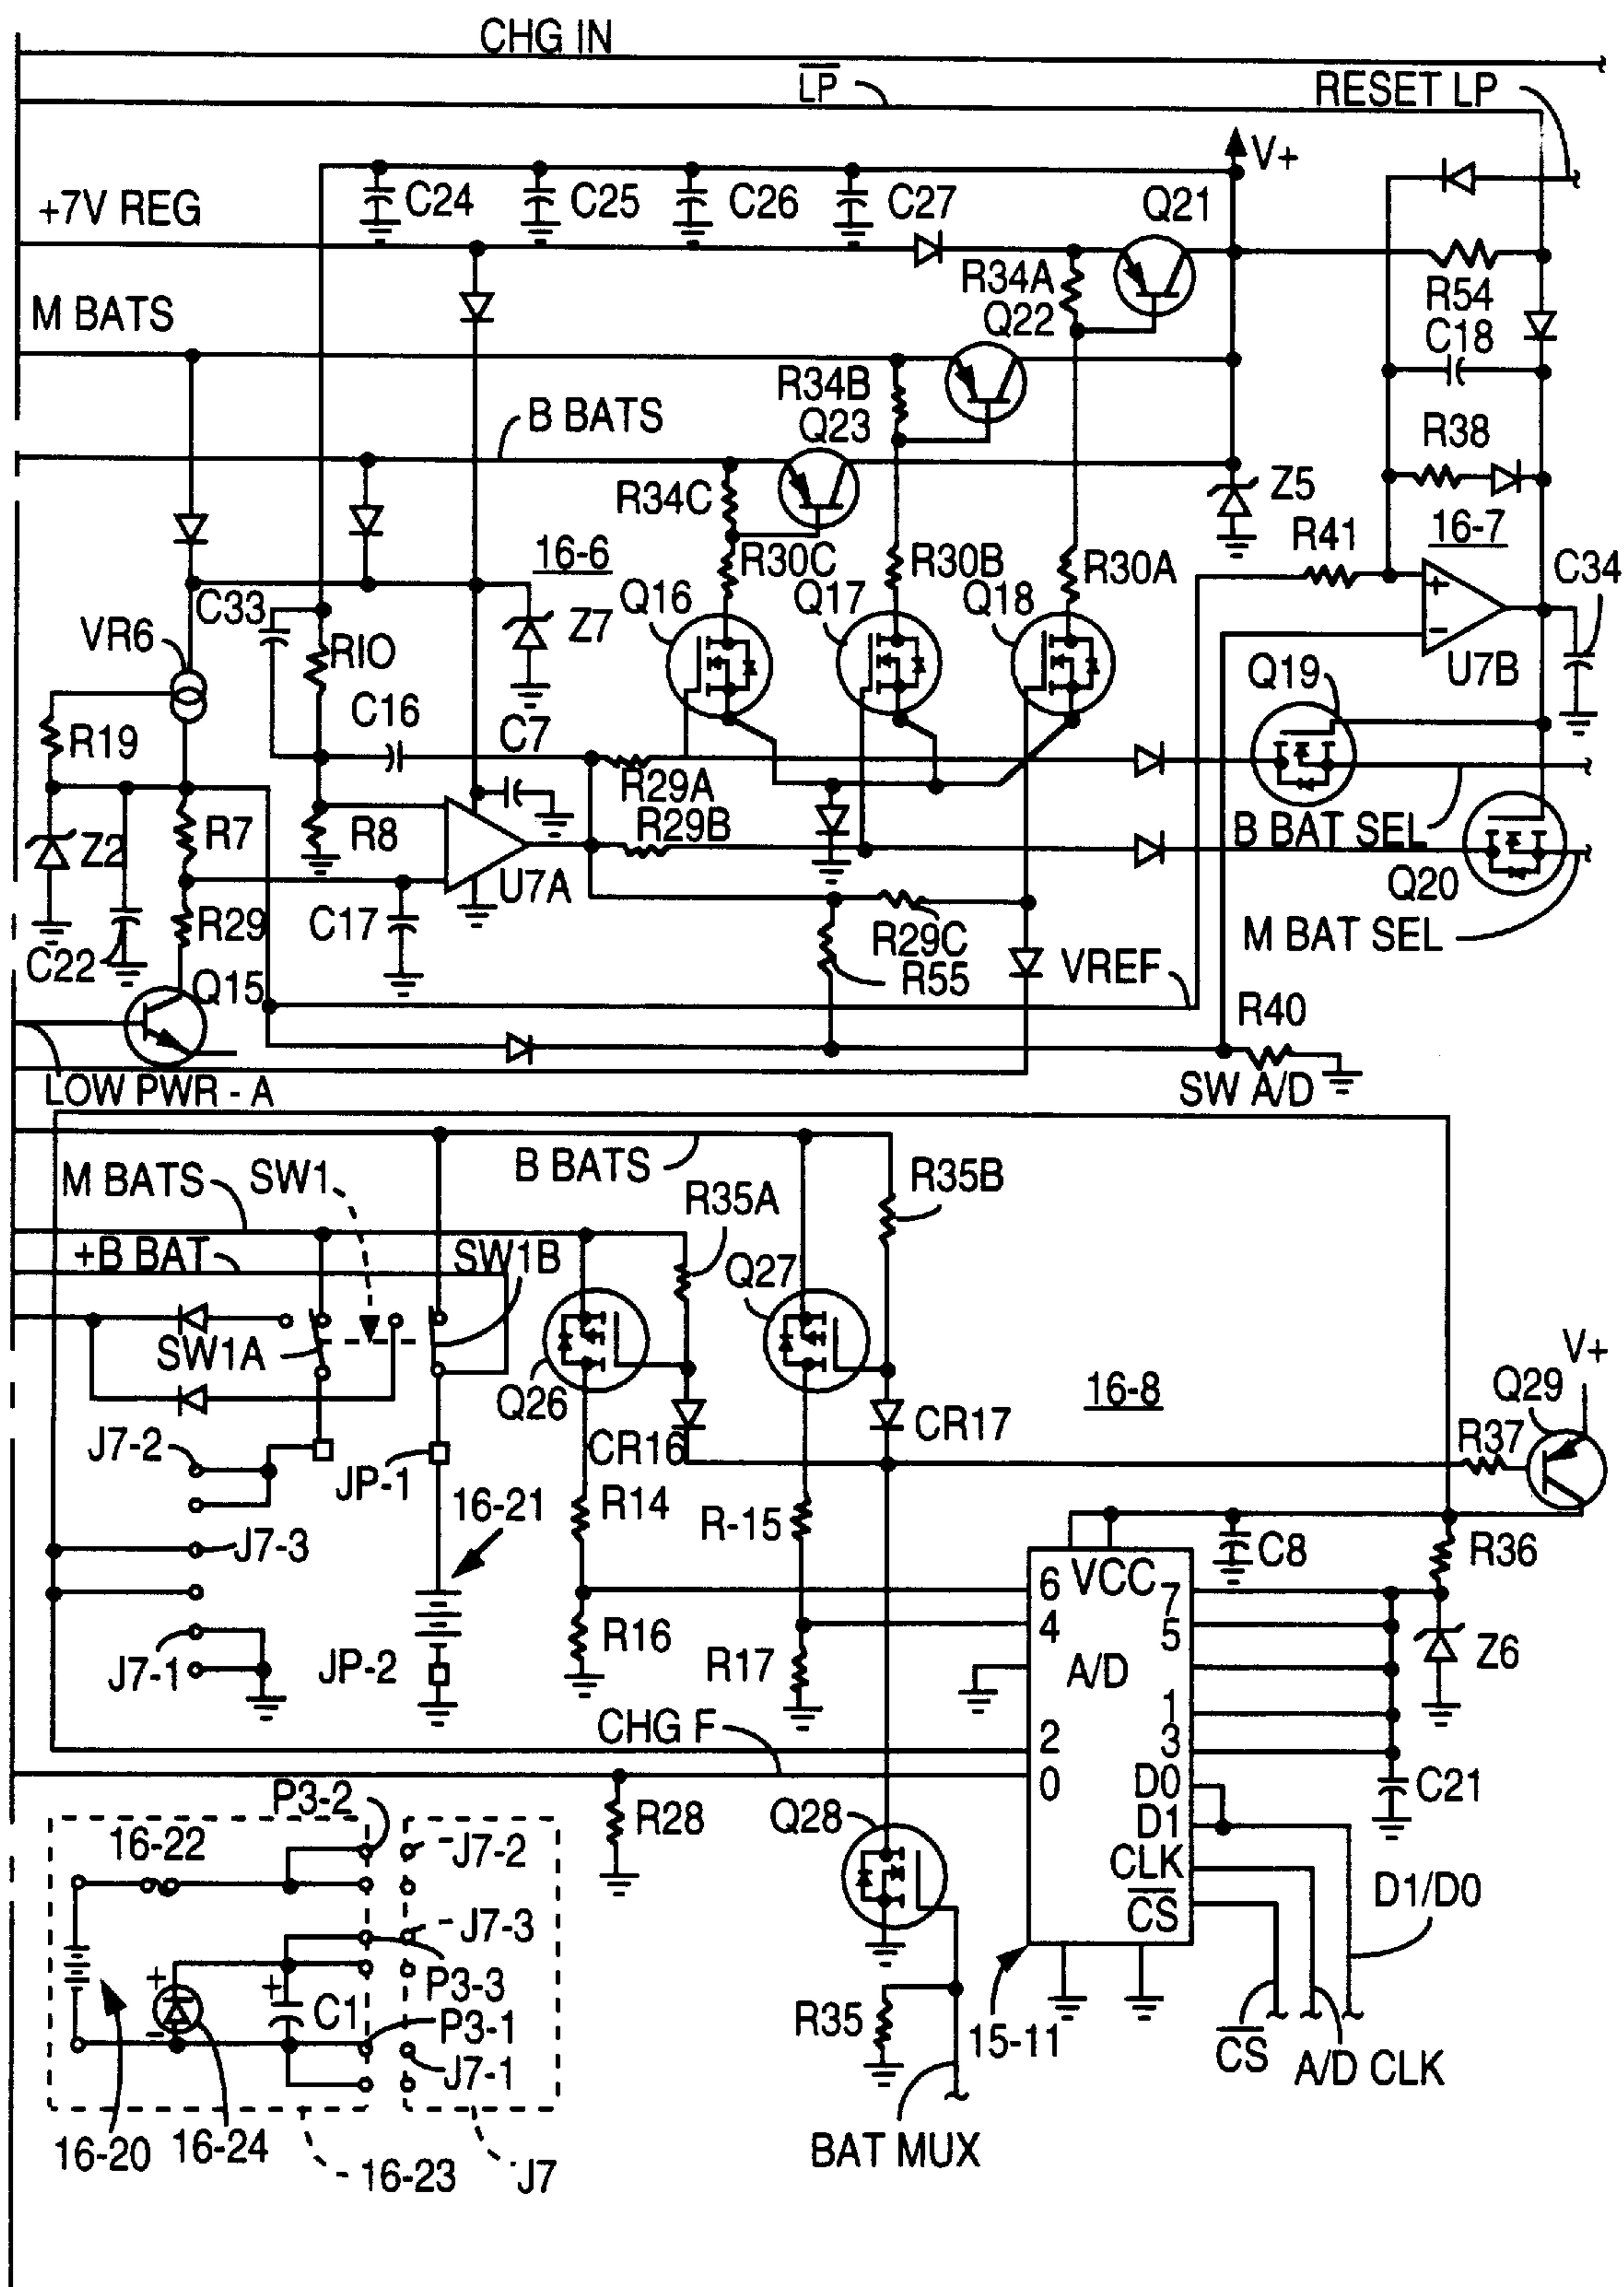 CHG IN
LP
RESET LP
V+
+7V REG
C24
C25
C26
C27
Q21
R34A
Q22
R54
M BATS
C18
R34B
Q23
B BATS
R38
R34C
Z5
16-7
R41
16-6
R30C
R30B
R30A
C34
C33
Q16
Q17
Q18
+
-
VR6
Z7
RIO
U7B
Q19
C16
C7
R19
R29A
R29B
B BAT SEL
Z2
R7
R8
U7A
Q20
R29
C17
R29C
M BAT SEL
C22
R55
VREF
Q15
R40
LOW PWR - A
SW A/D
B BATS
M BATS
SW1
R35A
R35B
+B BAT
SW1B
Q27
SW1A
V+
Q26
16-8
Q29
CR16
CR17
R37
J7-2
JP-1
16-21
R14
R-15
J7-3
C8
R36
6 VCC 7
4 5
R16
J7-1
JP-2
R17
A/D
Z6
1
CHG F
2 3
0 D0
C21
P3-2
R28
Q28
D1
16-22
J7-2
CLK
D1/D0
CS
J7-3
+
+
P3-3
C1
P3-1
-
R35
15-11
J7-1
CS
A/D CLK
16-20
16-24
16-23
J7
BAT MUX